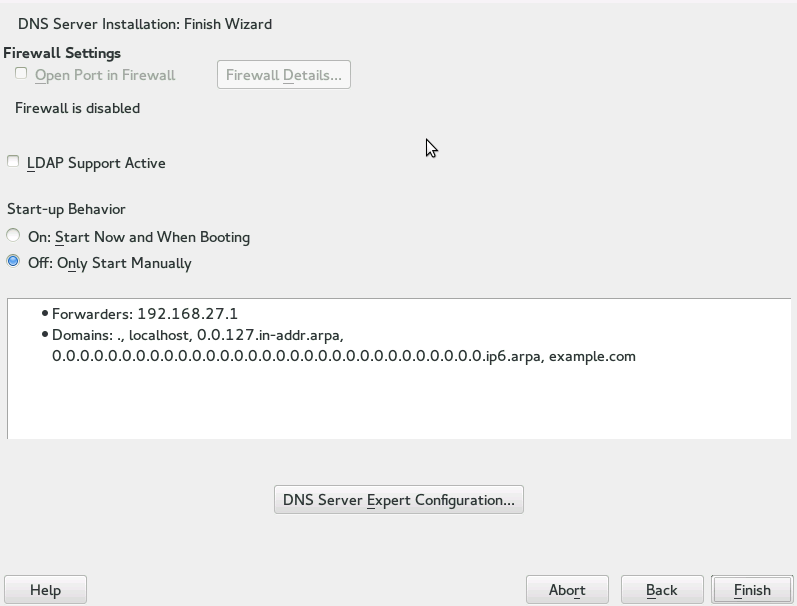 DNS Server Installation: Finish Wizard
Firewall Settings
Open Port in Firewall
Firewall Details...
Firewall is disabled
LDAP Support Active
Start-up Behavior
On: Start Now and When Booting
Off: Only Start Manually
• Forwarders: 192.168.27.1
• Domains: ., localhost, 0.0.127.in-addr.arpa,
0.0.0.0.0.0.0.0.0.0.0.0.0.0.0.0.0.0.0.0.0.0.0.0.0.0.0.0.0.0.0.ip6.arpa, example.com
DNS Server Expert Configuration...
Help
Abort
Back
Finish